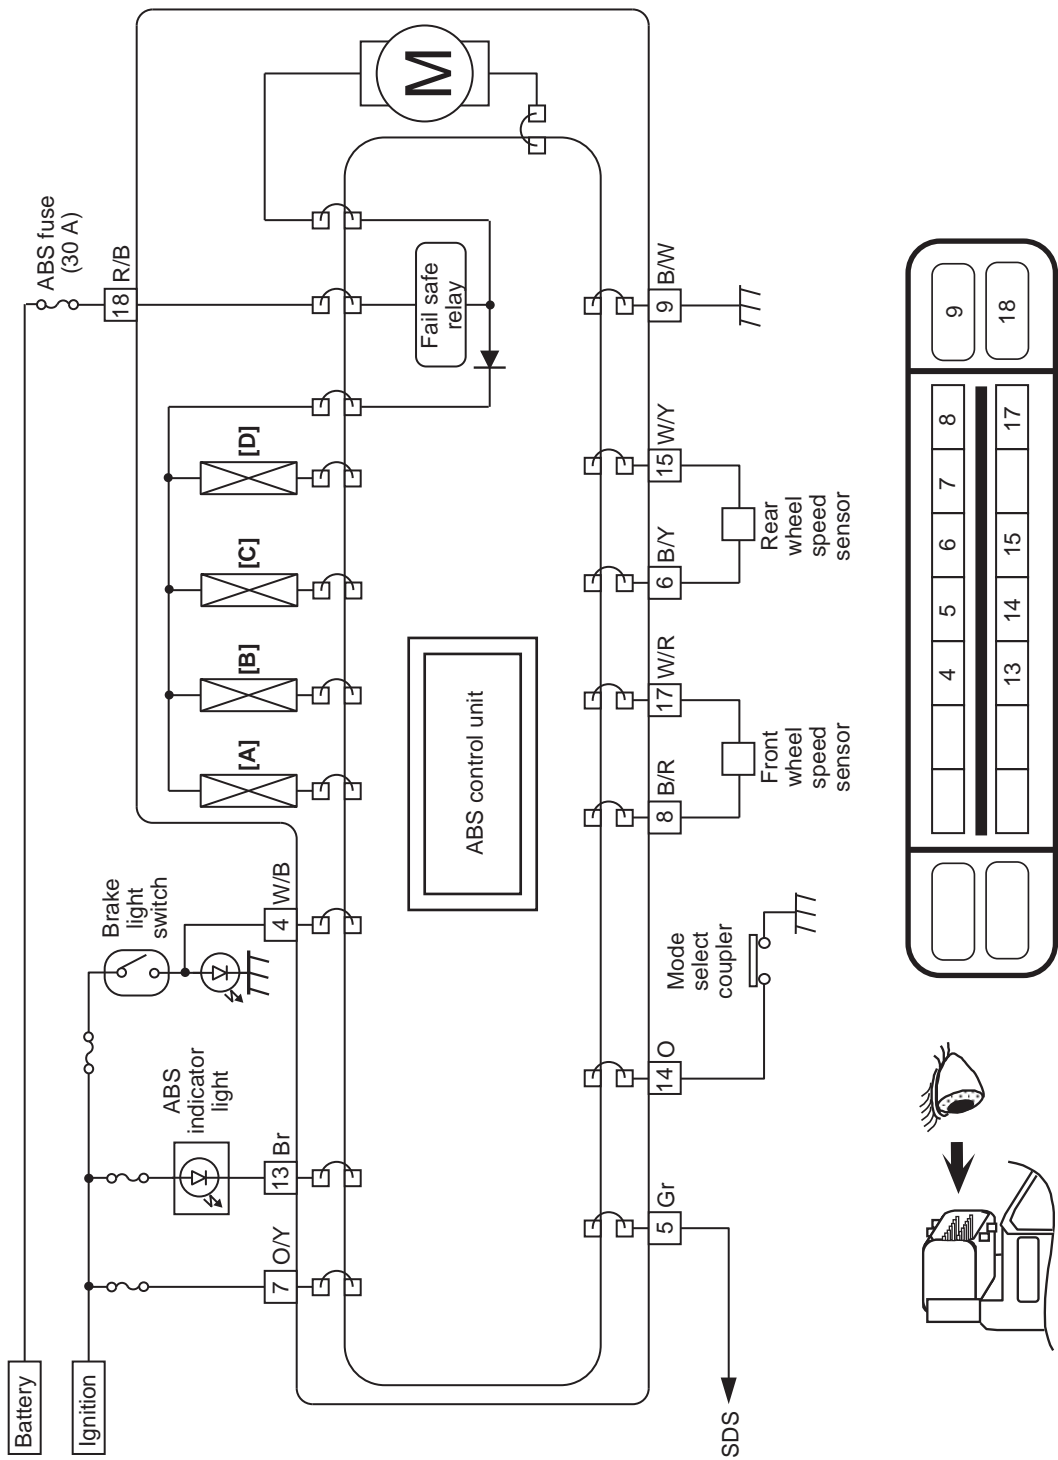 Battery
Ignition
ABS fuse
(30 A)
18
R/B
Brake
light
switch
ABS
indicator
light
7
O/Y
13
Br
4
W/B
[A]
[B]
[C]
[D]
M
Fail safe
relay
ABS control unit
5
Gr
14
O
8
B/R
17
W/R
6
B/Y
15
W/Y
9
B/W
SDS
Mode
select
coupler
Front
wheel
speed
sensor
Rear
wheel
speed
sensor
4
5
6
7
8
9
13
14
15
17
18